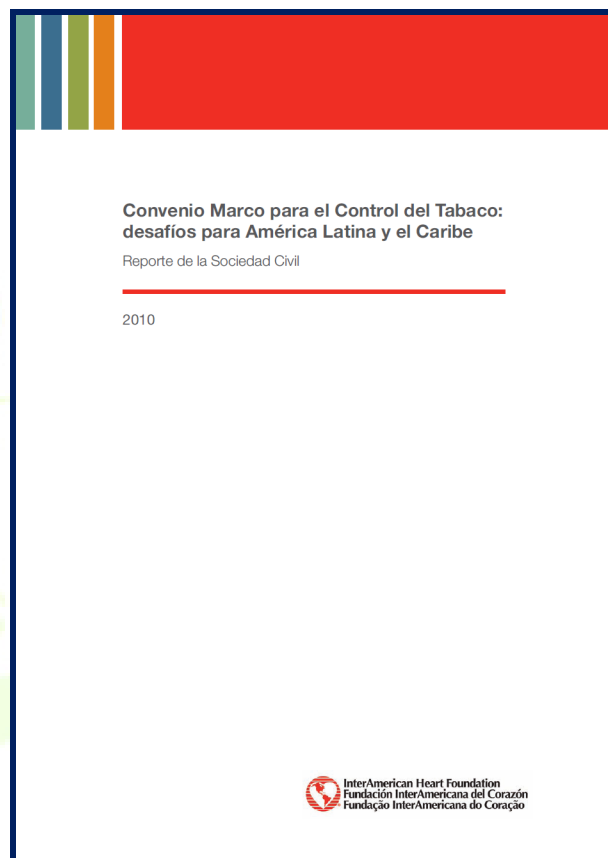 Convenio Marco para el Control del Tabaco:
desafíos para América Latina y el Caribe
Reporte de la Sociedad Civil
2010
InterAmerican Heart Foundation
Fundación InterAmericana del Corazón
Fundação InterAmericana do Coração